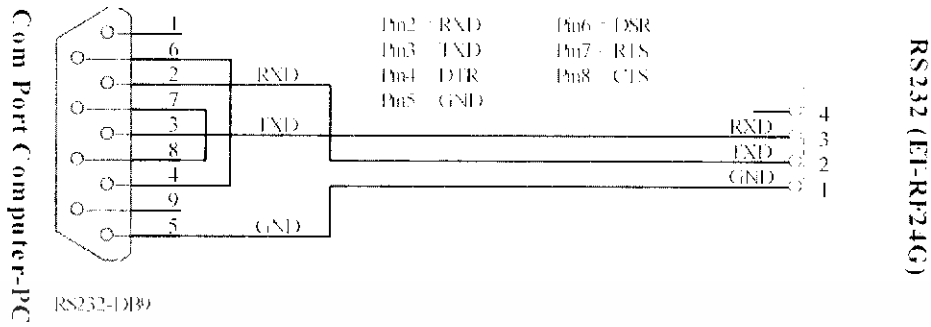 Com Port Computer-PC
1
6
2
7
3
8
4
9
5
RXD
TXD
GND
RS232-DB9
Pin2 : RXD
Pin3 : TXD
Pin4 : DTR
Pin5 : GND
Pin6 : DSR
Pin7 : RTS
Pin8 : CTS
4
RXD 3
TXD 2
GND 1
RS232 (ET-RF24G)